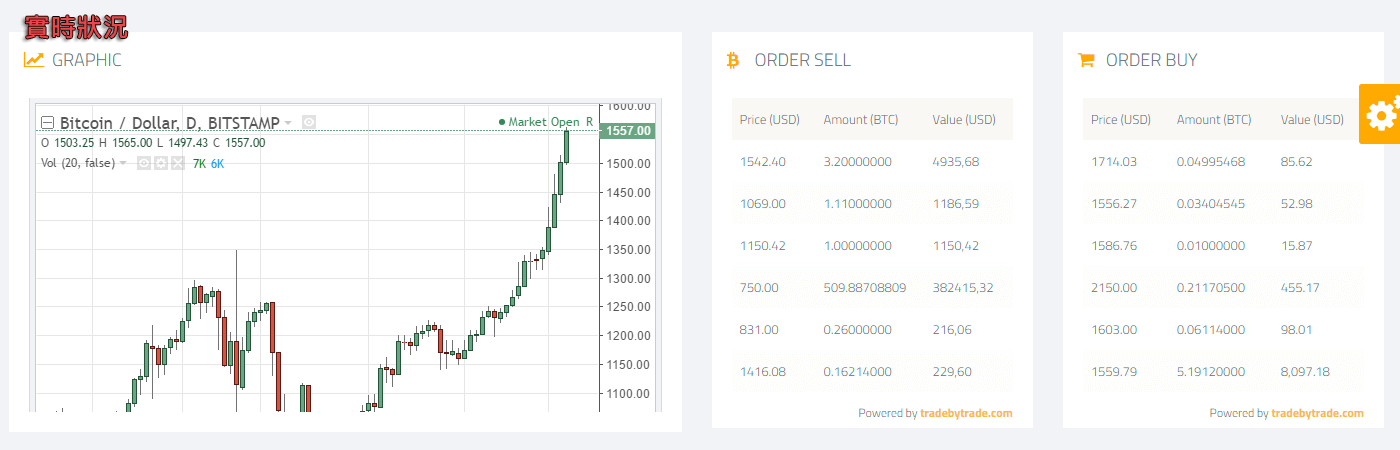 實時狀況
GRAPHIC
Bitcoin / Dollar, D, BITSTAMP
Market Open R
O 1503.25 H 1565.00 L 1497.43 C 1557.00
Vol (20, false) 7K 6K
1600.00
1557.00
1500.00
1450.00
1400.00
1350.00
1300.00
1250.00
1200.00
1150.00
1100.00
ORDER SELL
Price (USD) Amount (BTC) Value (USD)
1542.40 3.20000000 4935,68
1069.00 1.11000000 1186,59
1150.42 1.00000000 1150,42
750.00 509.88708809 382415,32
831.00 0.26000000 216,06
1416.08 0.16214000 229,60
Powered by tradebytrade.com
ORDER BUY
Price (USD) Amount (BTC) Value (USD)
1714.03 0.04995468 85.62
1556.27 0.03404545 52.98
1586.76 0.01000000 15.87
2150.00 0.21170500 455.17
1603.00 0.06114000 98.01
1559.79 5.19120000 8,097.18
Powered by tradebytrade.com